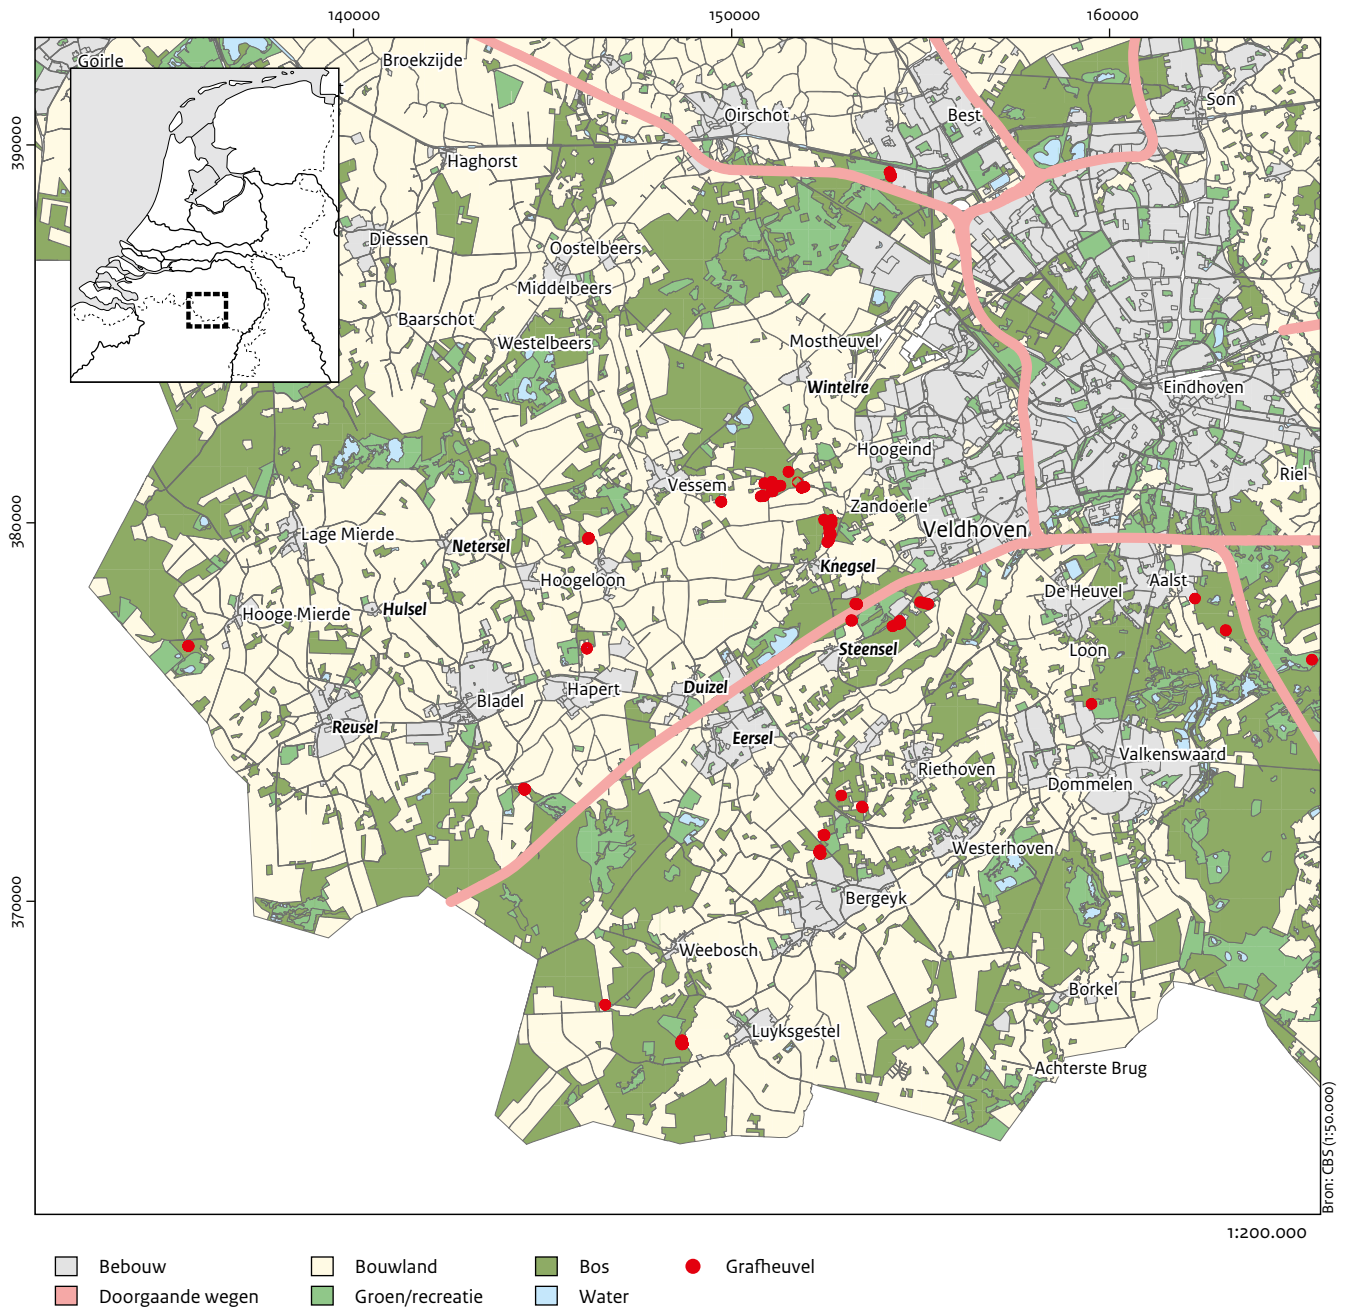 140000
150000
160000
390000
380000
370000
Goirle
Broekzijde
Oirschot
Best
Son
Haghorst
Diessen
Oostelbeers
Middelbeers
Baarschot
Westelbeers
Mostheuvel
Wintelre
Eindhoven
Hoogeind
Riel
Vessem
Zandoerle
Veldhoven
Lage Mierde
Netersel
Knegsel
Hoogeloon
De Heuvel
Aalst
Hulsel
Hooge Mierde
Steensel
Loon
Duizel
Hapert
Bladel
Reusel
Eersel
Valkenswaard
Riethoven
Dommelen
Westerhoven
Bergeyk
Weebosch
Borkel
Luyksgestel
Achterste Brug
Bron: CBS (1:50.000)
1:200.000
Bebouw
Bouwland
Bos
Grafheuvel
Doorgaande wegen
Groen/recreatie
Water